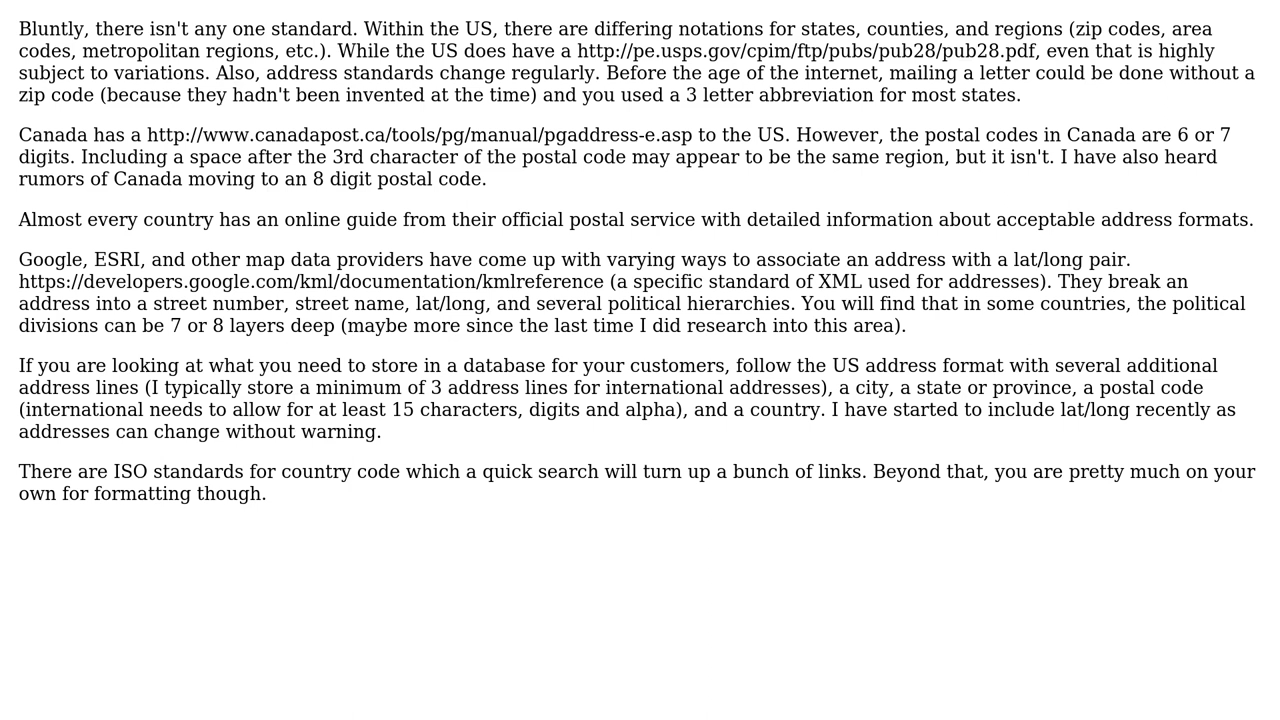 Bluntly, there isn't any one standard. Within the US, there are differing notations for states, counties, and regions (zip codes, area
codes, metropolitan regions, etc.). While the US does have a http://pe.usps.gov/cpim/ftp/pubs/pub28/pub28.pdf, even that is highly
subject to variations. Also, address standards change regularly. Before the age of the internet, mailing a letter could be done without a
zip code (because they hadn't been invented at the time) and you used a 3 letter abbreviation for most states.
Canada has a http://www.canadapost.ca/tools/pg/manual/pgaddress-e.asp to the US. However, the postal codes in Canada are 6 or 7
digits. Including a space after the 3rd character of the postal code may appear to be the same region, but it isn't. I have also heard
rumors of Canada moving to an 8 digit postal code.
Almost every country has an online guide from their official postal service with detailed information about acceptable address formats.
Google, ESRI, and other map data providers have come up with varying ways to associate an address with a lat/long pair.
https://developers.google.com/kml/documentation/kmlreference (a specific standard of XML used for addresses). They break an
address into a street number, street name, lat/long, and several political hierarchies. You will find that in some countries, the political
divisions can be 7 or 8 layers deep (maybe more since the last time I did research into this area).
If you are looking at what you need to store in a database for your customers, follow the US address format with several additional
address lines (I typically store a minimum of 3 address lines for international addresses), a city, a state or province, a postal code
(international needs to allow for at least 15 characters, digits and alpha), and a country. I have started to include lat/long recently as
addresses can change without warning.
There are ISO standards for country code which a quick search will turn up a bunch of links. Beyond that, you are pretty much on your
own for formatting though.